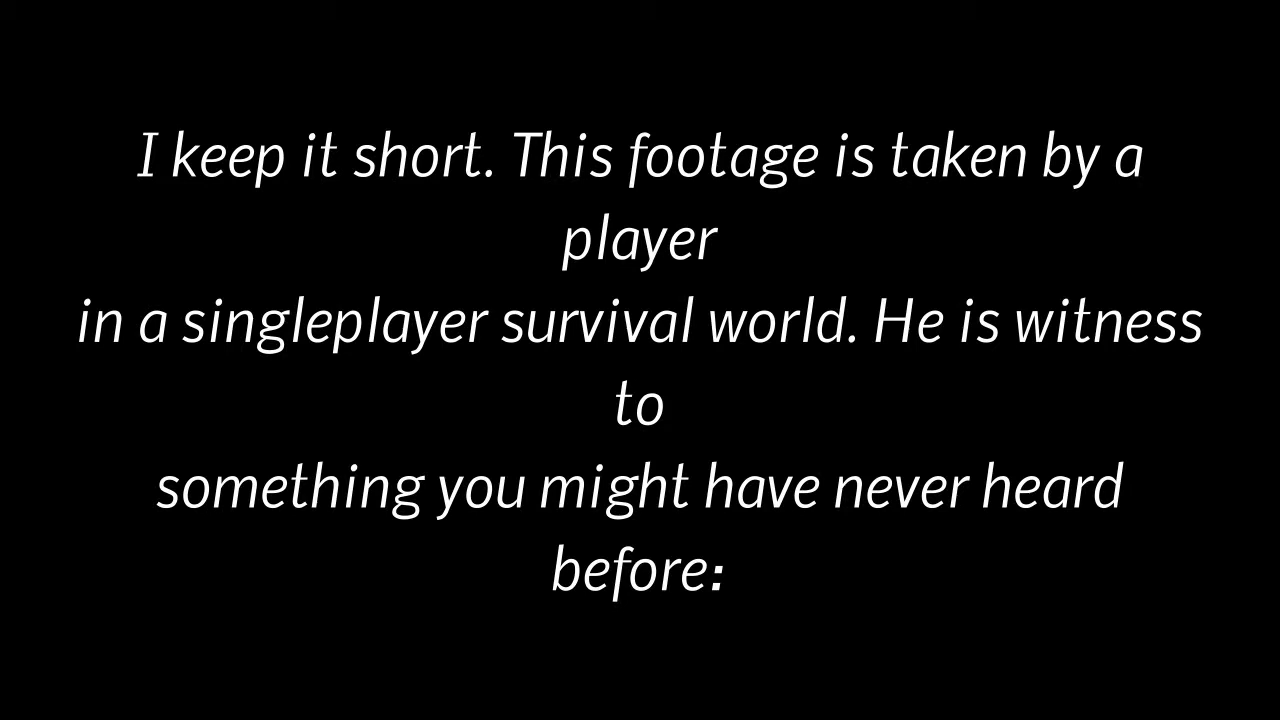 I keep it short. This footage is taken by a
player
in a singleplayer survival world. He is witness
to
something you might have never heard
before: